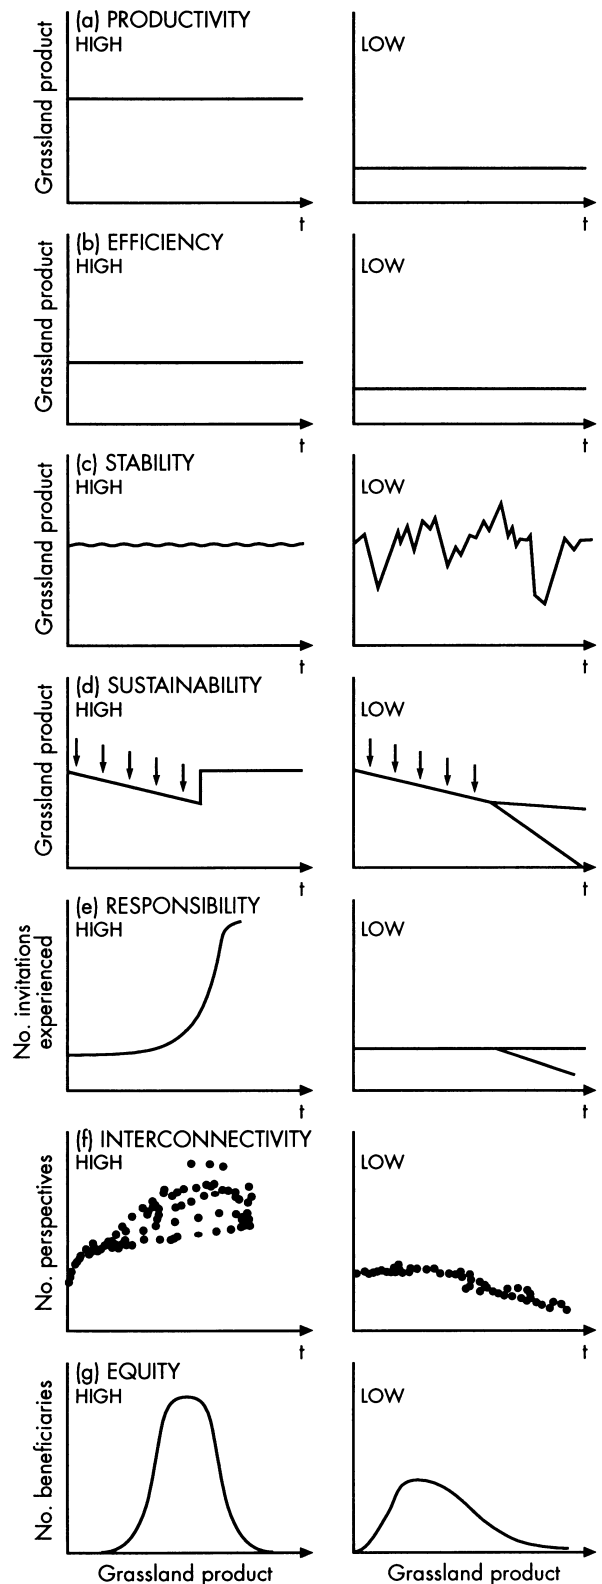 (a) PRODUCTIVITY
HIGH
LOW
Grassland product
t
t
(b) EFFICIENCY
HIGH
LOW
Grassland product
t
t
(c) STABILITY
HIGH
LOW
Grassland product
t
t
(d) SUSTAINABILITY
HIGH
LOW
Grassland product
t
t
(e) RESPONSIBILITY
HIGH
LOW
No. invitations
experienced
t
t
(f) INTERCONNECTIVITY
HIGH
LOW
No. perspectives
t
t
(g) EQUITY
HIGH
LOW
No. beneficiaries
Grassland product
Grassland product